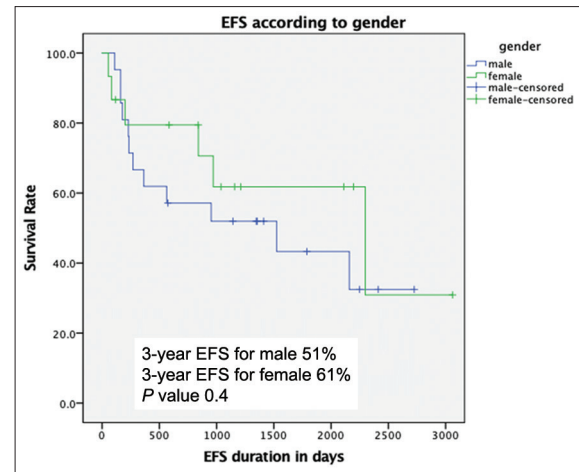 EFS according to gender
gender
male
female
male-censored
female-censored
Survival Rate
100.0
80.0
60.0
40.0
20.0
0.0
3-year EFS for male 51%
3-year EFS for female 61%
P value 0.4
0 500 1000 1500 2000 2500 3000
EFS duration in days